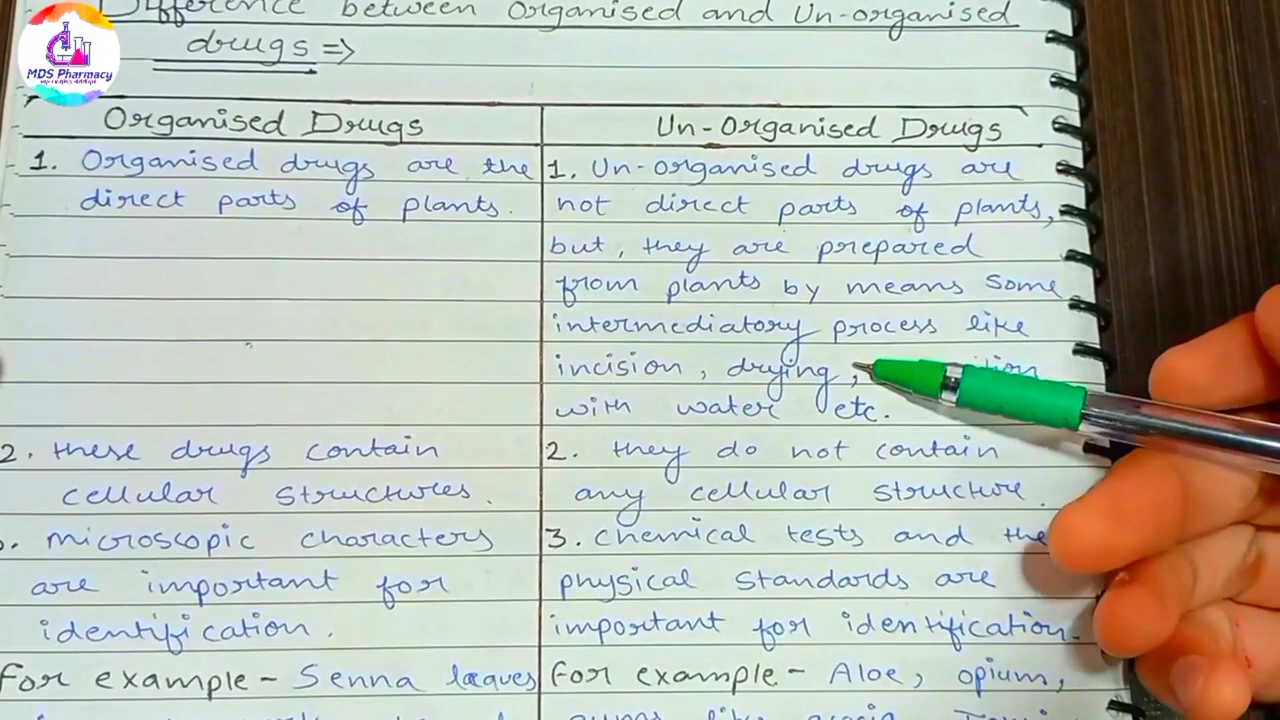 Difference between Organised and Un-organised
drugs =>
MDS Pharmacy
Organised Drugs
Un-Organised Drugs
1. Organised drugs are the
direct parts of plants.
2. these drugs contain
cellular structures.
microscopic characters
are important for
identification.
For example - Senna leaves
1. Un-organised drugs are
not direct parts of plants,
but, they are prepared
from plants by means some
intermediatory process like
incision, drying,
with water etc.
2. they do not contain
any cellular structure.
3. Chemical tests and the
physical standards are
important for identification.
For example - Aloe, opium,